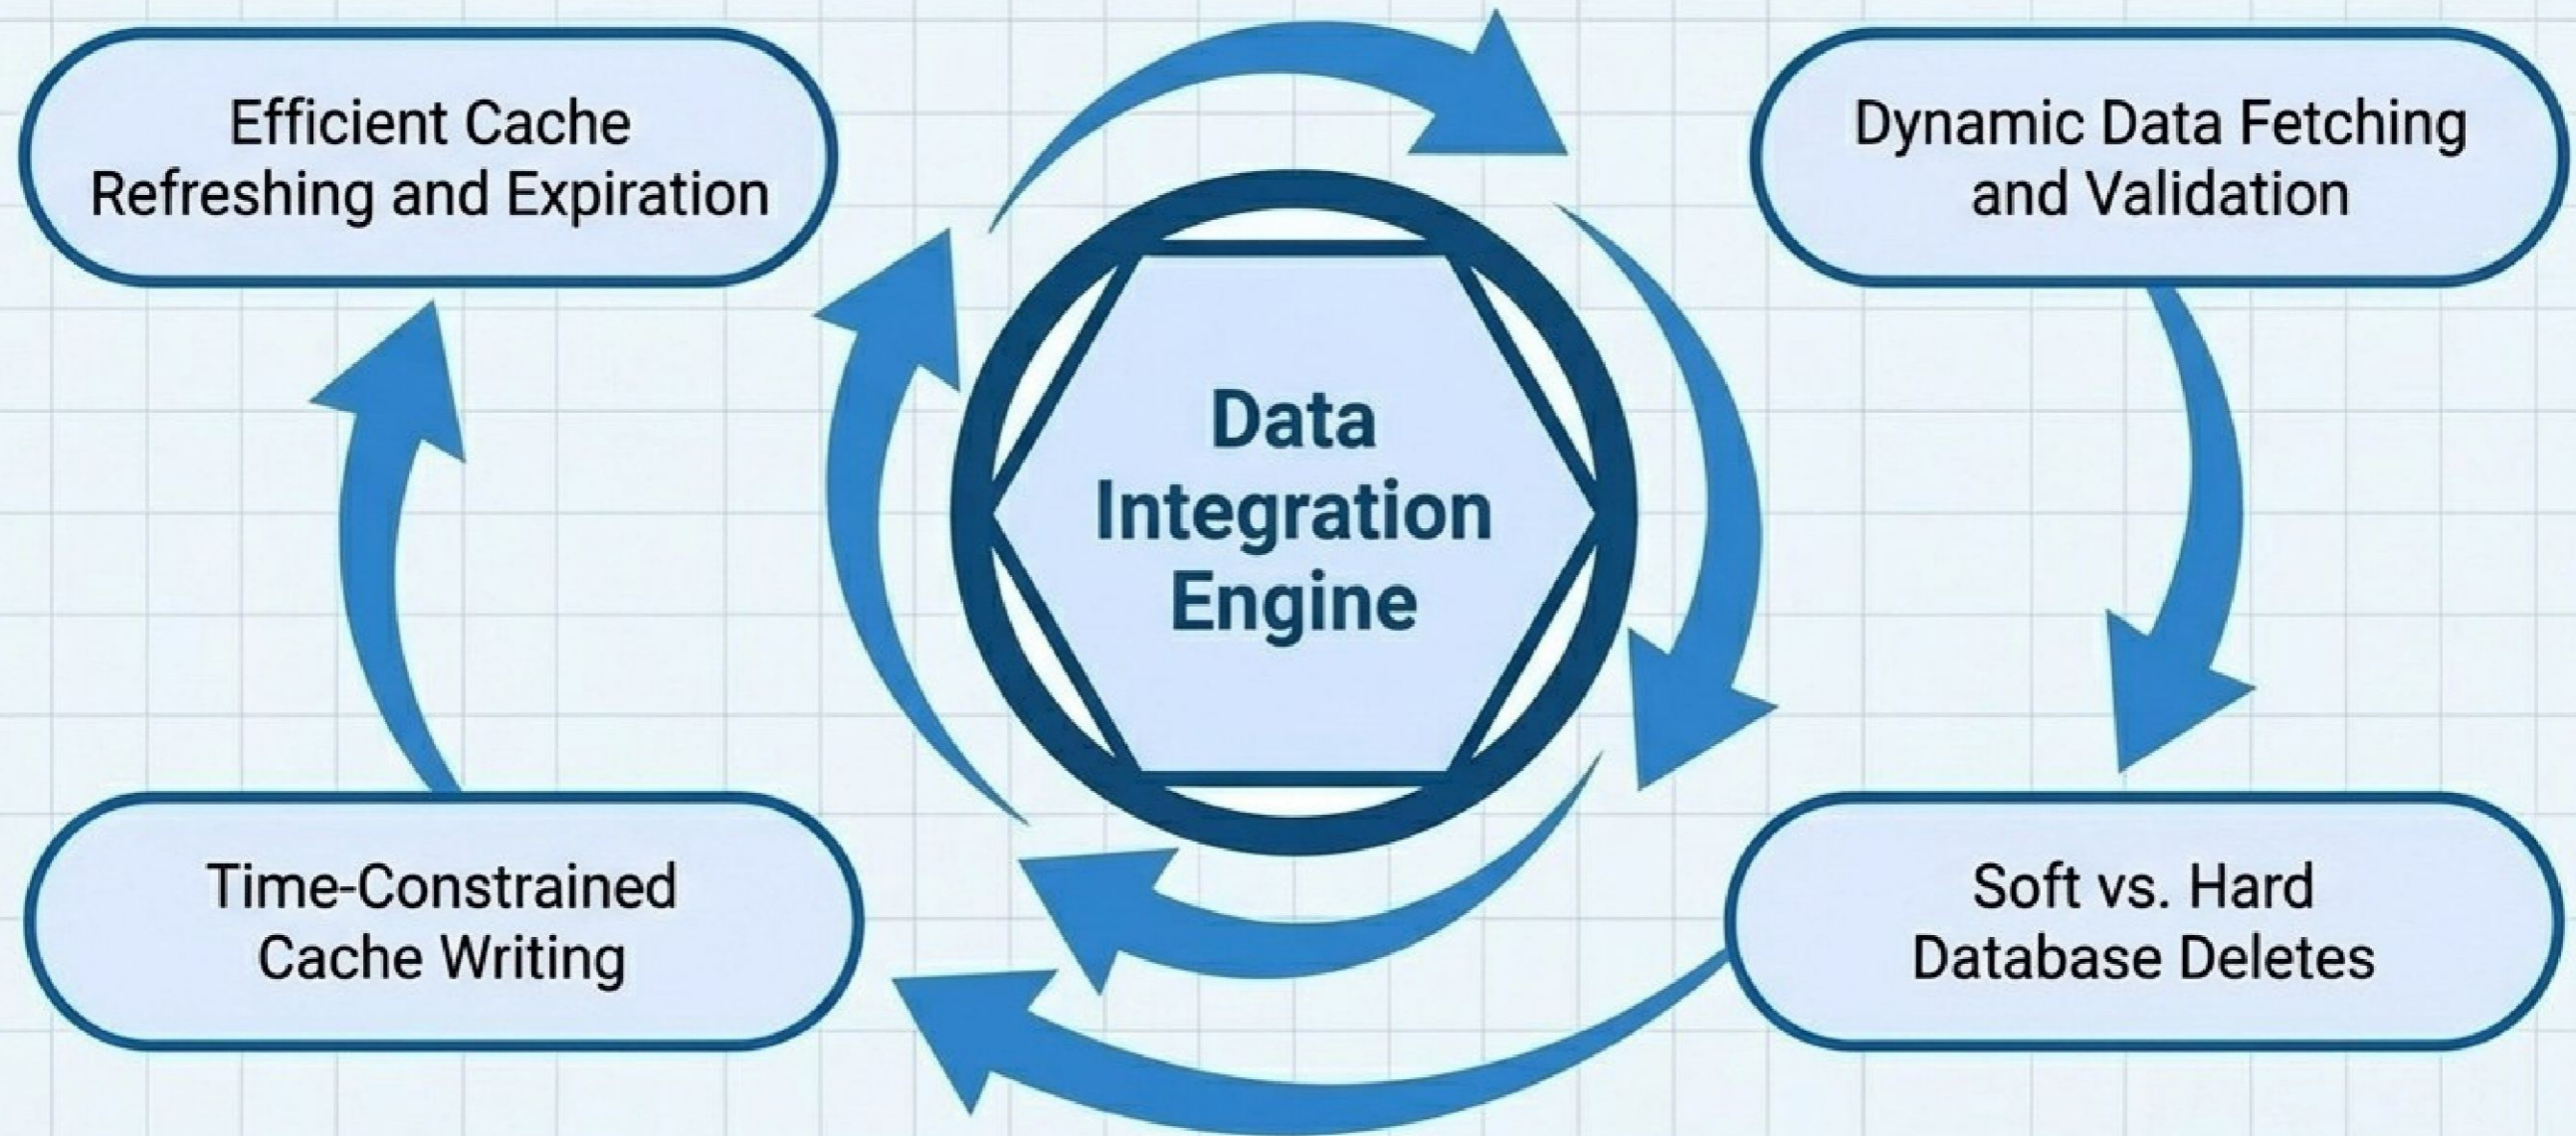 Efficient Cache
Refreshing and Expiration
Dynamic Data Fetching
and Validation
Data
Integration
Engine
Time-Constrained
Cache Writing
Soft vs. Hard
Database Deletes